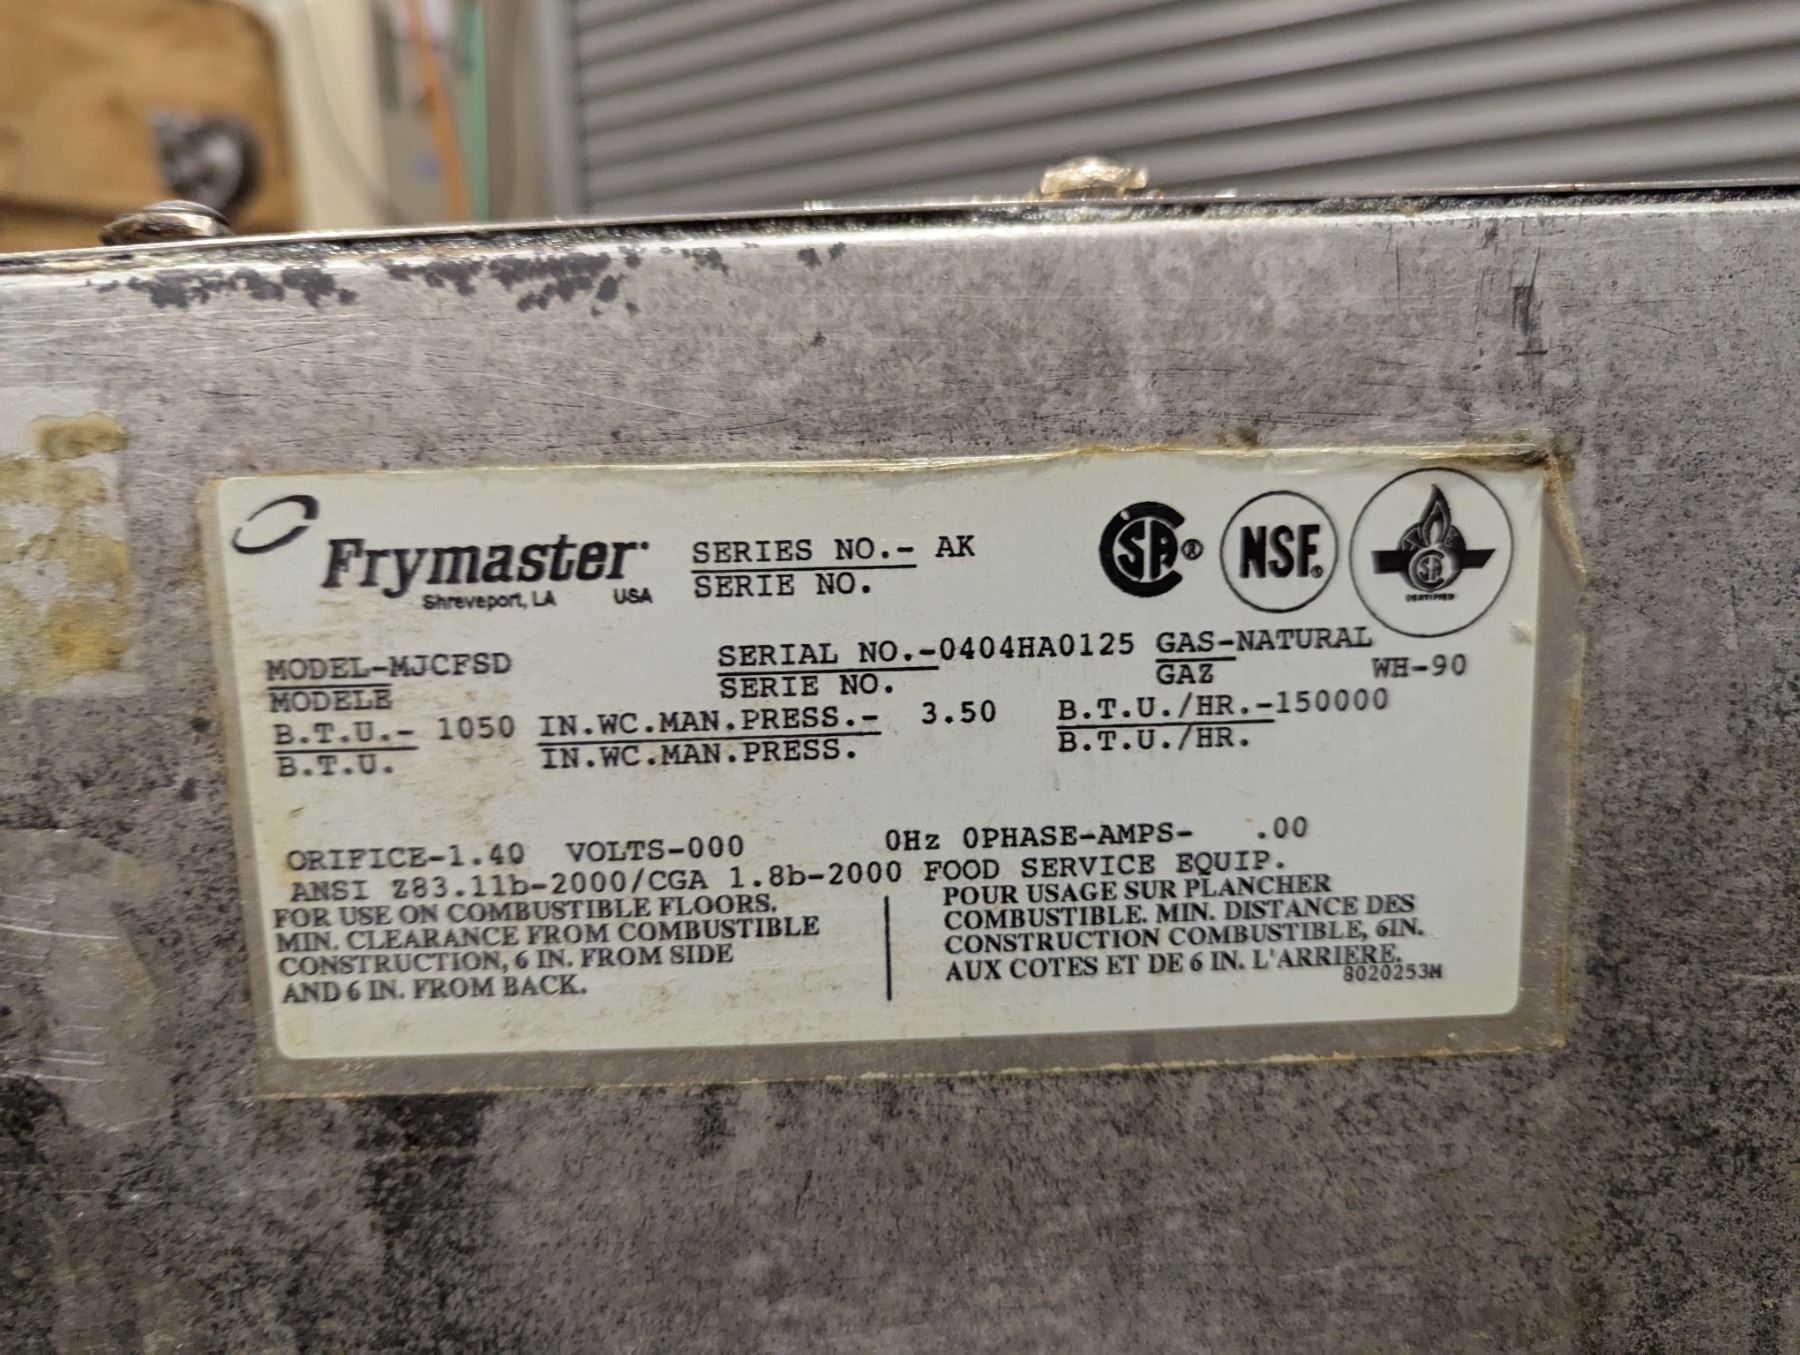 Frymaster
Shreveport, LA USA
SERIES NO.- AK
SERIE NO.
SA®
NSF®
SA
CERTIFIED
MODEL-MJCFSD SERIAL NO.-0404HA0125 GAS-NATURAL
MODELE SERIE NO. GAZ WH-90
B.T.U.- 1050 IN.WC.MAN.PRESS.- 3.50 B.T.U./HR.-150000
B.T.U. IN.WC.MAN.PRESS. B.T.U./HR.
ORIFICE-1.40 VOLTS-000 0Hz 0PHASE-AMPS- .00
ANSI Z83.11b-2000/CGA 1.8b-2000 FOOD SERVICE EQUIP.
FOR USE ON COMBUSTIBLE FLOORS.
MIN. CLEARANCE FROM COMBUSTIBLE
CONSTRUCTION, 6 IN. FROM SIDE
AND 6 IN. FROM BACK.
POUR USAGE SUR PLANCHER
COMBUSTIBLE. MIN. DISTANCE DES
CONSTRUCTION COMBUSTIBLE, 6IN.
AUX COTES ET DE 6 IN. L'ARRIERE.
8020253M